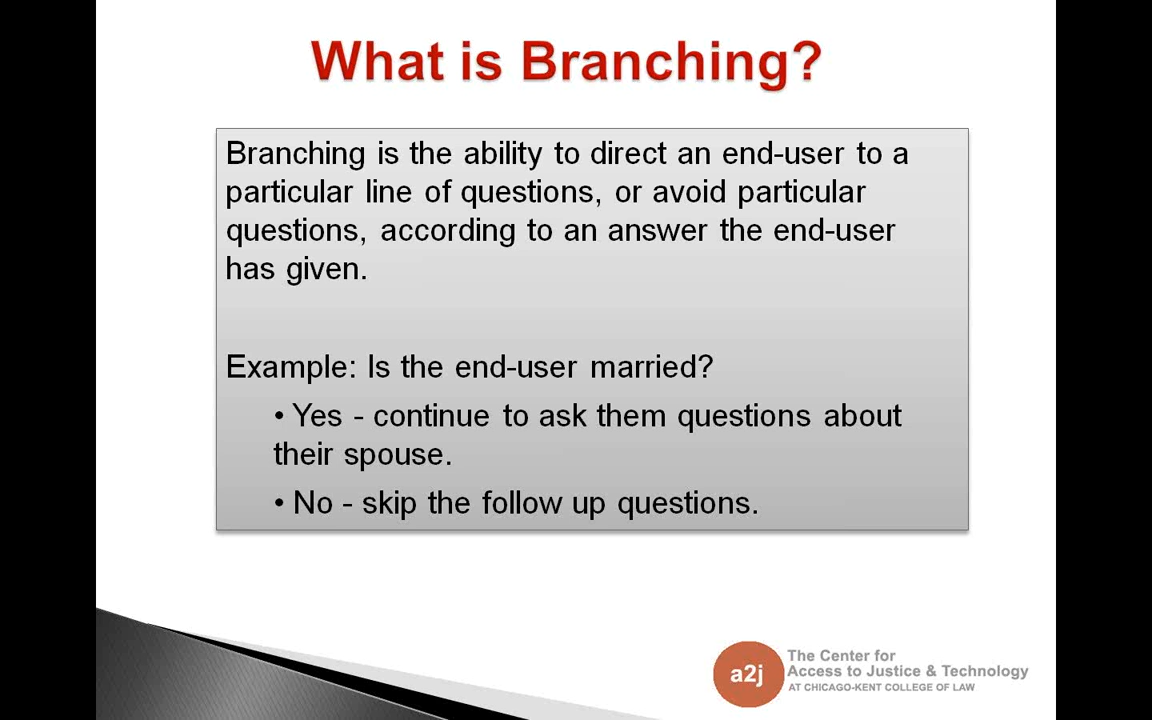 What is Branching?
Branching is the ability to direct an end-user to a
particular line of questions, or avoid particular
questions, according to an answer the end-user
has given.
Example: Is the end-user married?
• Yes - continue to ask them questions about
their spouse.
• No - skip the follow up questions.
a2j
The Center for
Access to Justice & Technology
AT CHICAGO-KENT COLLEGE OF LAW